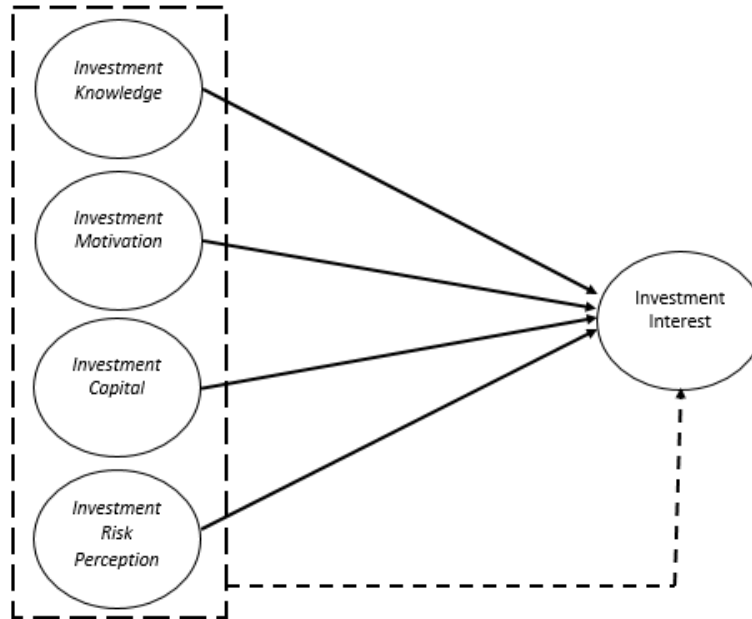 Investment
Knowledge
Investment
Motivation
Investment
Capital
Investment
Risk
Perception
Investment
Interest